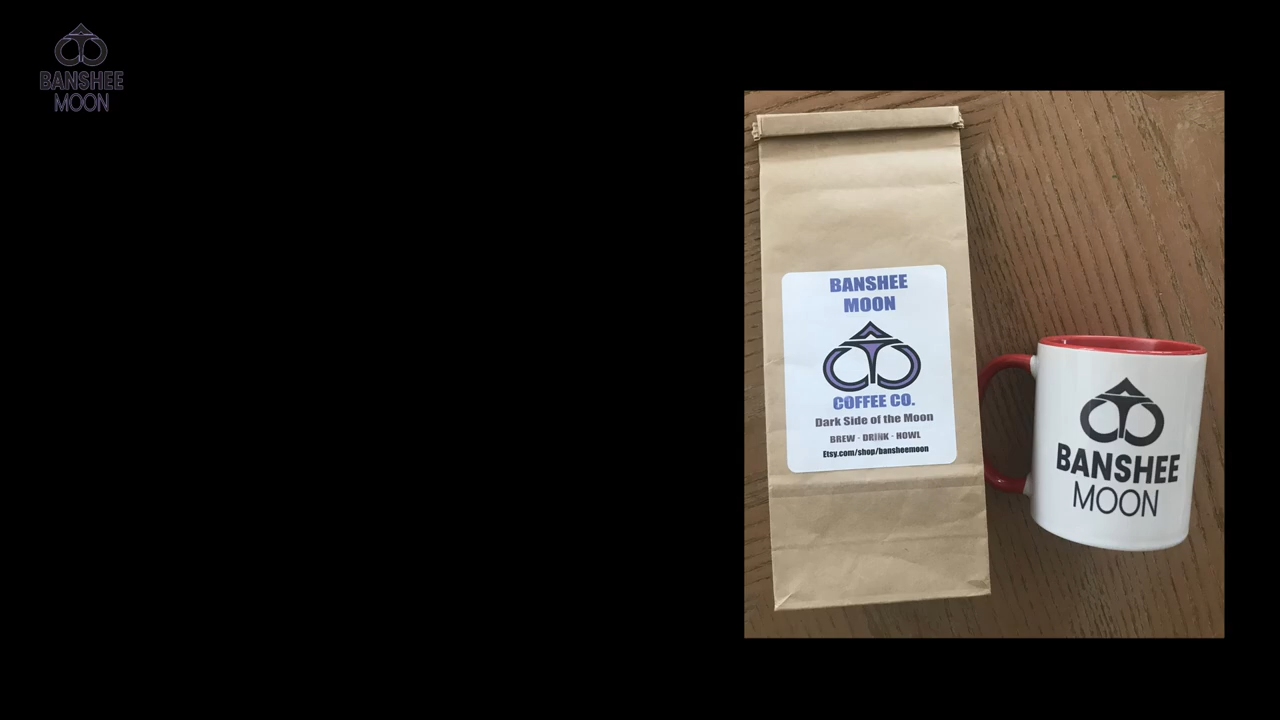 BANSHEE
MOON
BANSHEE
MOON
COFFEE CO.
Dark Side of the Moon
BREW · DRINK · HOWL
Etsy.com/shop/bansheemoon
BANSHEE
MOON